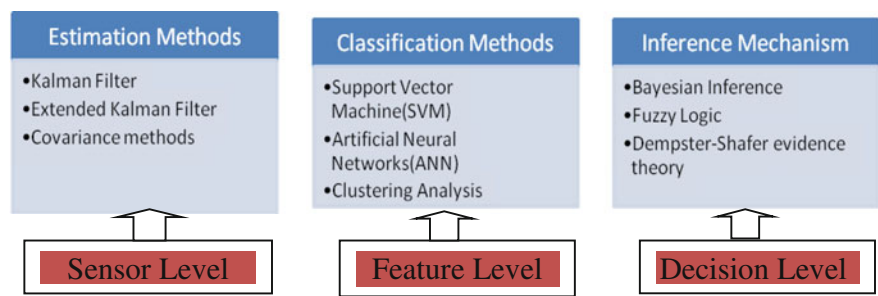 Estimation Methods
•Kalman Filter
•Extended Kalman Filter
•Covariance methods
Sensor Level
Classification Methods
•Support Vector
Machine(SVM)
•Artificial Neural
Networks(ANN)
•Clustering Analysis
Feature Level
Inference Mechanism
•Bayesian Inference
•Fuzzy Logic
•Dempster-Shafer evidence
theory
Decision Level